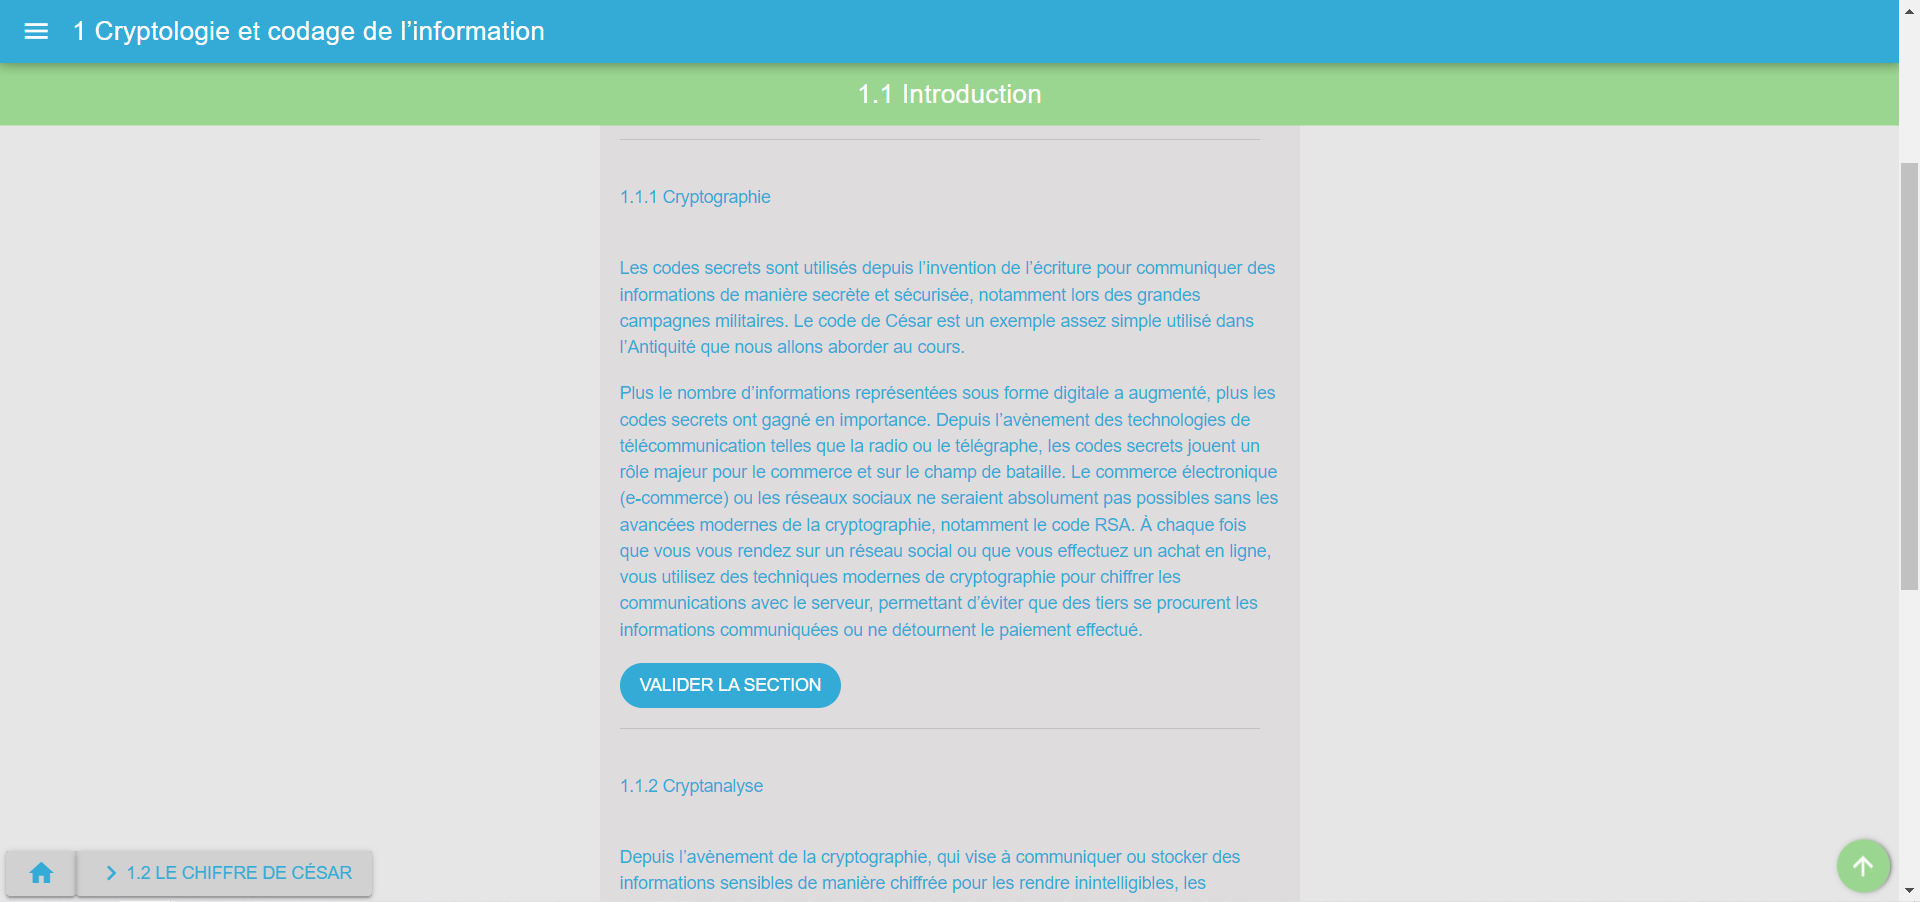 1 Cryptologie et codage de l’information
1.1 Introduction
1.1.1 Cryptographie
Les codes secrets sont utilisés depuis l’invention de l’écriture pour communiquer des
informations de manière secrète et sécurisée, notamment lors des grandes
campagnes militaires. Le code de César est un exemple assez simple utilisé dans
l’Antiquité que nous allons aborder au cours.
Plus le nombre d’informations représentées sous forme digitale a augmenté, plus les
codes secrets ont gagné en importance. Depuis l’avènement des technologies de
télécommunication telles que la radio ou le télégraphe, les codes secrets jouent un
rôle majeur pour le commerce et sur le champ de bataille. Le commerce électronique
(e-commerce) ou les réseaux sociaux ne seraient absolument pas possibles sans les
avancées modernes de la cryptographie, notamment le code RSA. À chaque fois
que vous vous rendez sur un réseau social ou que vous effectuez un achat en ligne,
vous utilisez des techniques modernes de cryptographie pour chiffrer les
communications avec le serveur, permettant d’éviter que des tiers se procurent les
informations communiquées ou ne détournent le paiement effectué.
VALIDER LA SECTION
1.1.2 Cryptanalyse
Depuis l’avènement de la cryptographie, qui vise à communiquer ou stocker des
informations sensibles de manière chiffrée pour les rendre inintelligibles, les
1.2 LE CHIFFRE DE CÉSAR